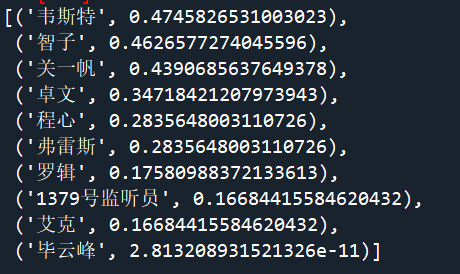 [('韦斯特', 0.4745826531003023),
('智子', 0.4626577274045596),
('关一帆', 0.4390685637649378),
('卓文', 0.34718421207973943),
('程心', 0.2835648003110726),
('弗雷斯', 0.2835648003110726),
('罗辑', 0.17580988372133613),
('1379号监听员', 0.16684415584620432),
('艾克', 0.16684415584620432),
('毕云峰', 2.813208931521326e-11)]